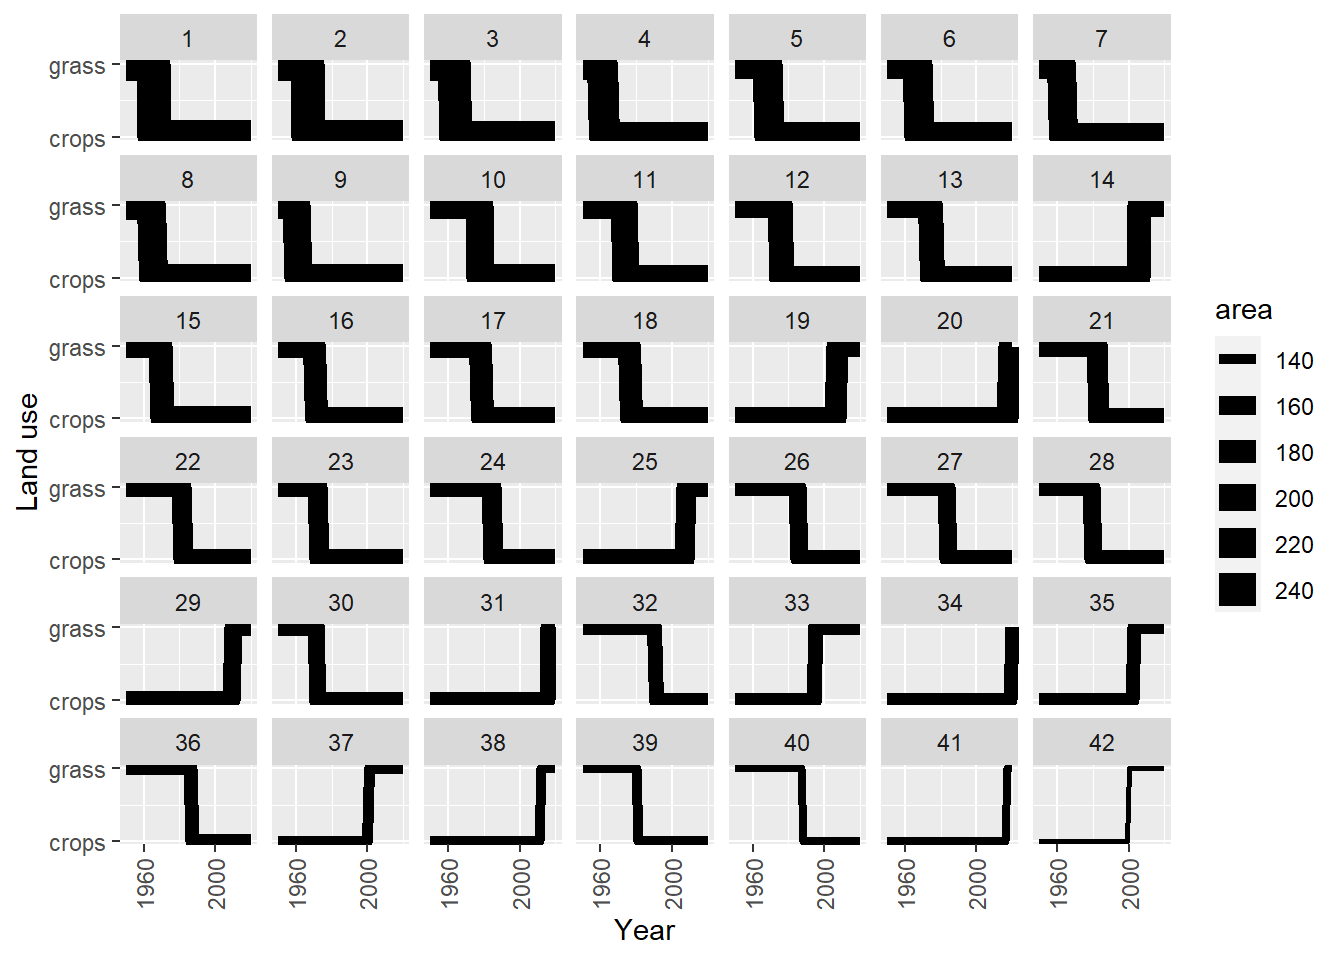 1 2 3 4 5 6 7
grass
crops
8 9 10 11 12 13 14
grass
crops
15 16 17 18 19 20 21
grass
crops
22 23 24 25 26 27 28
grass
crops
29 30 31 32 33 34 35
grass
crops
36 37 38 39 40 41 42
grass
crops
1960 2000 1960 2000 1960 2000 1960 2000 1960 2000 1960 2000 1960 2000
Year
Land use
area
140
160
180
200
220
240